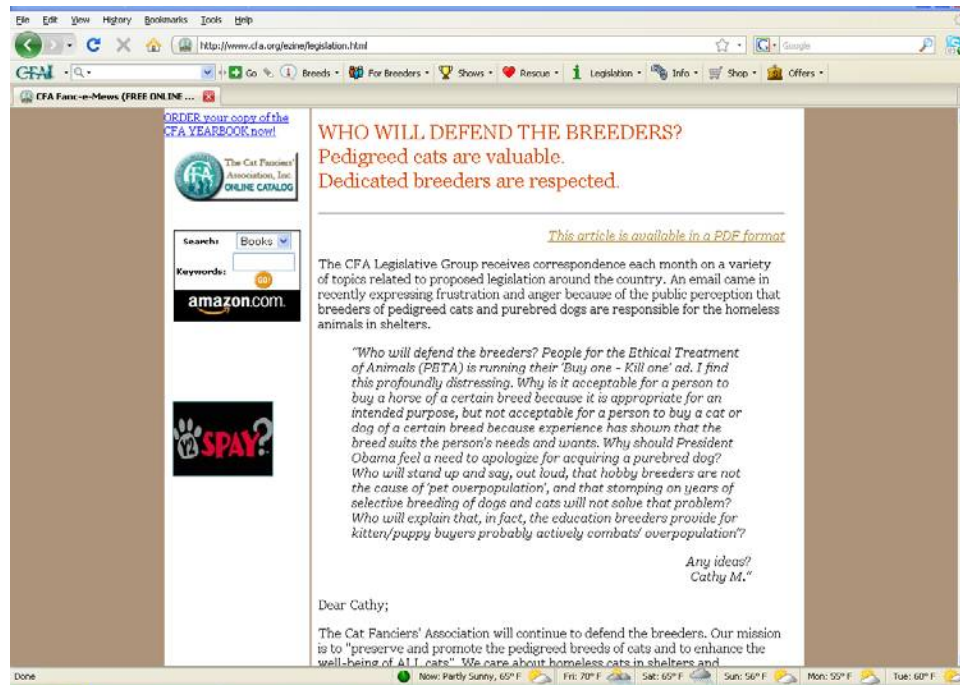 File Edit View History Bookmarks Tools Help
http://www.cfa.org/ezine/legislation.html
Google
CFA! Go Breeds For Breeders Shows Rescue Legislation Info Shop Offers
CFA Fanc-e-Mews (FREE ONLINE ...
ORDER your copy of the
CFA YEARBOOK now!
The Cat Fanciers'
Association, Inc.
ONLINE CATALOG
Search: Books
Keywords:
GO!
amazon.com.
Y2 SPAY?
WHO WILL DEFEND THE BREEDERS?
Pedigreed cats are valuable.
Dedicated breeders are respected.
This article is available in a PDF format
The CFA Legislative Group receives correspondence each month on a variety
of topics related to proposed legislation around the country. An email came in
recently expressing frustration and anger because of the public perception that
breeders of pedigreed cats and purebred dogs are responsible for the homeless
animals in shelters.
"Who will defend the breeders? People for the Ethical Treatment
of Animals (PETA) is running their 'Buy one - Kill one' ad. I find
this profoundly distressing. Why is it acceptable for a person to
buy a horse of a certain breed because it is appropriate for an
intended purpose, but not acceptable for a person to buy a cat or
dog of a certain breed because experience has shown that the
breed suits the person's needs and wants. Why should President
Obama feel a need to apologize for acquiring a purebred dog?
Who will stand up and say, out loud, that hobby breeders are not
the cause of 'pet overpopulation', and that stomping on years of
selective breeding of dogs and cats will not solve that problem?
Who will explain that, in fact, the education breeders provide for
kitten/puppy buyers probably actively combats' overpopulation'?
Any ideas?
Cathy M."
Dear Cathy;
The Cat Fanciers' Association will continue to defend the breeders. Our mission
is to "preserve and promote the pedigreed breeds of cats and to enhance the
well-being of ALL cats". We care about homeless cats in shelters and
Done Now: Partly Sunny, 65° F Fri: 70° F Sat: 65° F Sun: 56° F Mon: 55° F Tue: 60° F